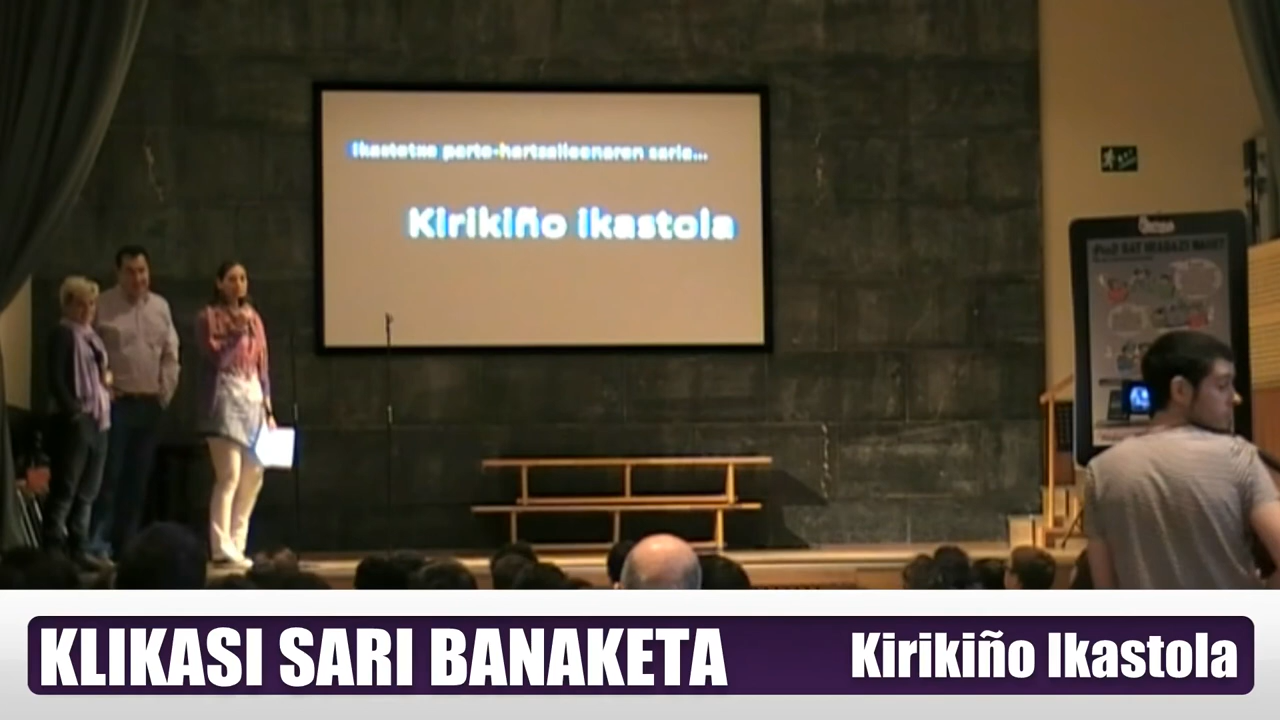 Ikastetxe parte-hartzaileenaren saria...
Kirikiño ikastola
KLIKASI SARI BANAKETA
Kirikiño Ikastola